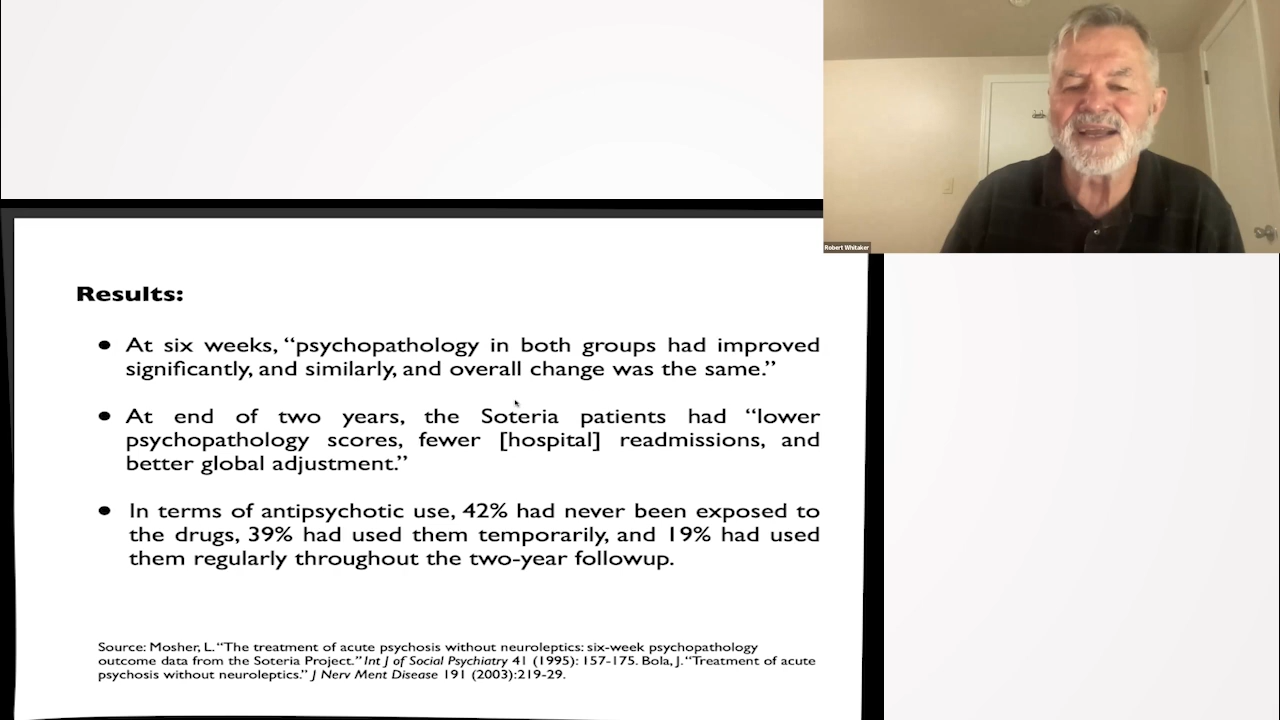 Robert Whitaker
Results:
● At six weeks, “psychopathology in both groups had improved
significantly, and similarly, and overall change was the same.”
● At end of two years, the Soteria patients had “lower
psychopathology scores, fewer [hospital] readmissions, and
better global adjustment.”
● In terms of antipsychotic use, 42% had never been exposed to
the drugs, 39% had used them temporarily, and 19% had used
them regularly throughout the two-year followup.
Source: Mosher, L. “The treatment of acute psychosis without neuroleptics: six-week psychopathology
outcome data from the Soteria Project.” Int J of Social Psychiatry 41 (1995): 157-175. Bola, J. “Treatment of acute
psychosis without neuroleptics.” J Nerv Ment Disease 191 (2003):219-29.